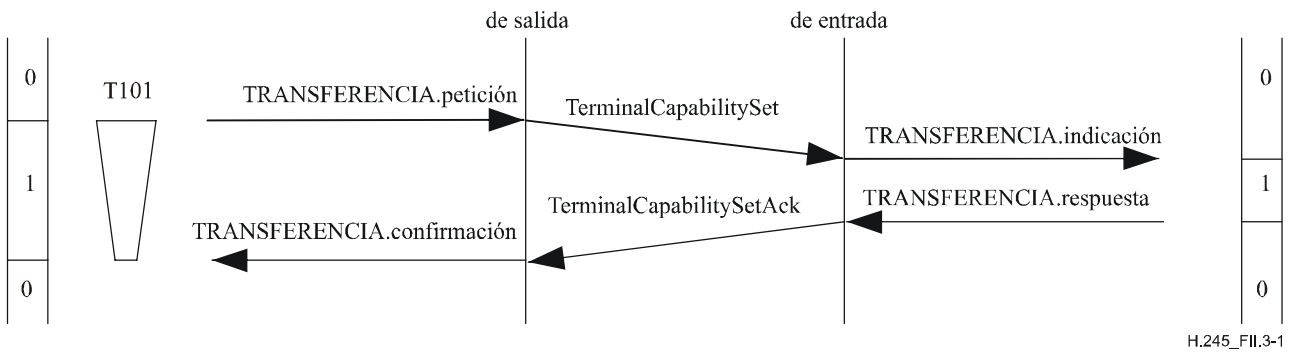 de salida
de entrada
0
T101
0
TRANSFERENCIA.petición
TerminalCapabilitySet
TRANSFERENCIA.indicación
1
1
TRANSFERENCIA.respuesta
TerminalCapabilitySetAck
TRANSFERENCIA.confirmación
0
0
H.245_FII.3-1